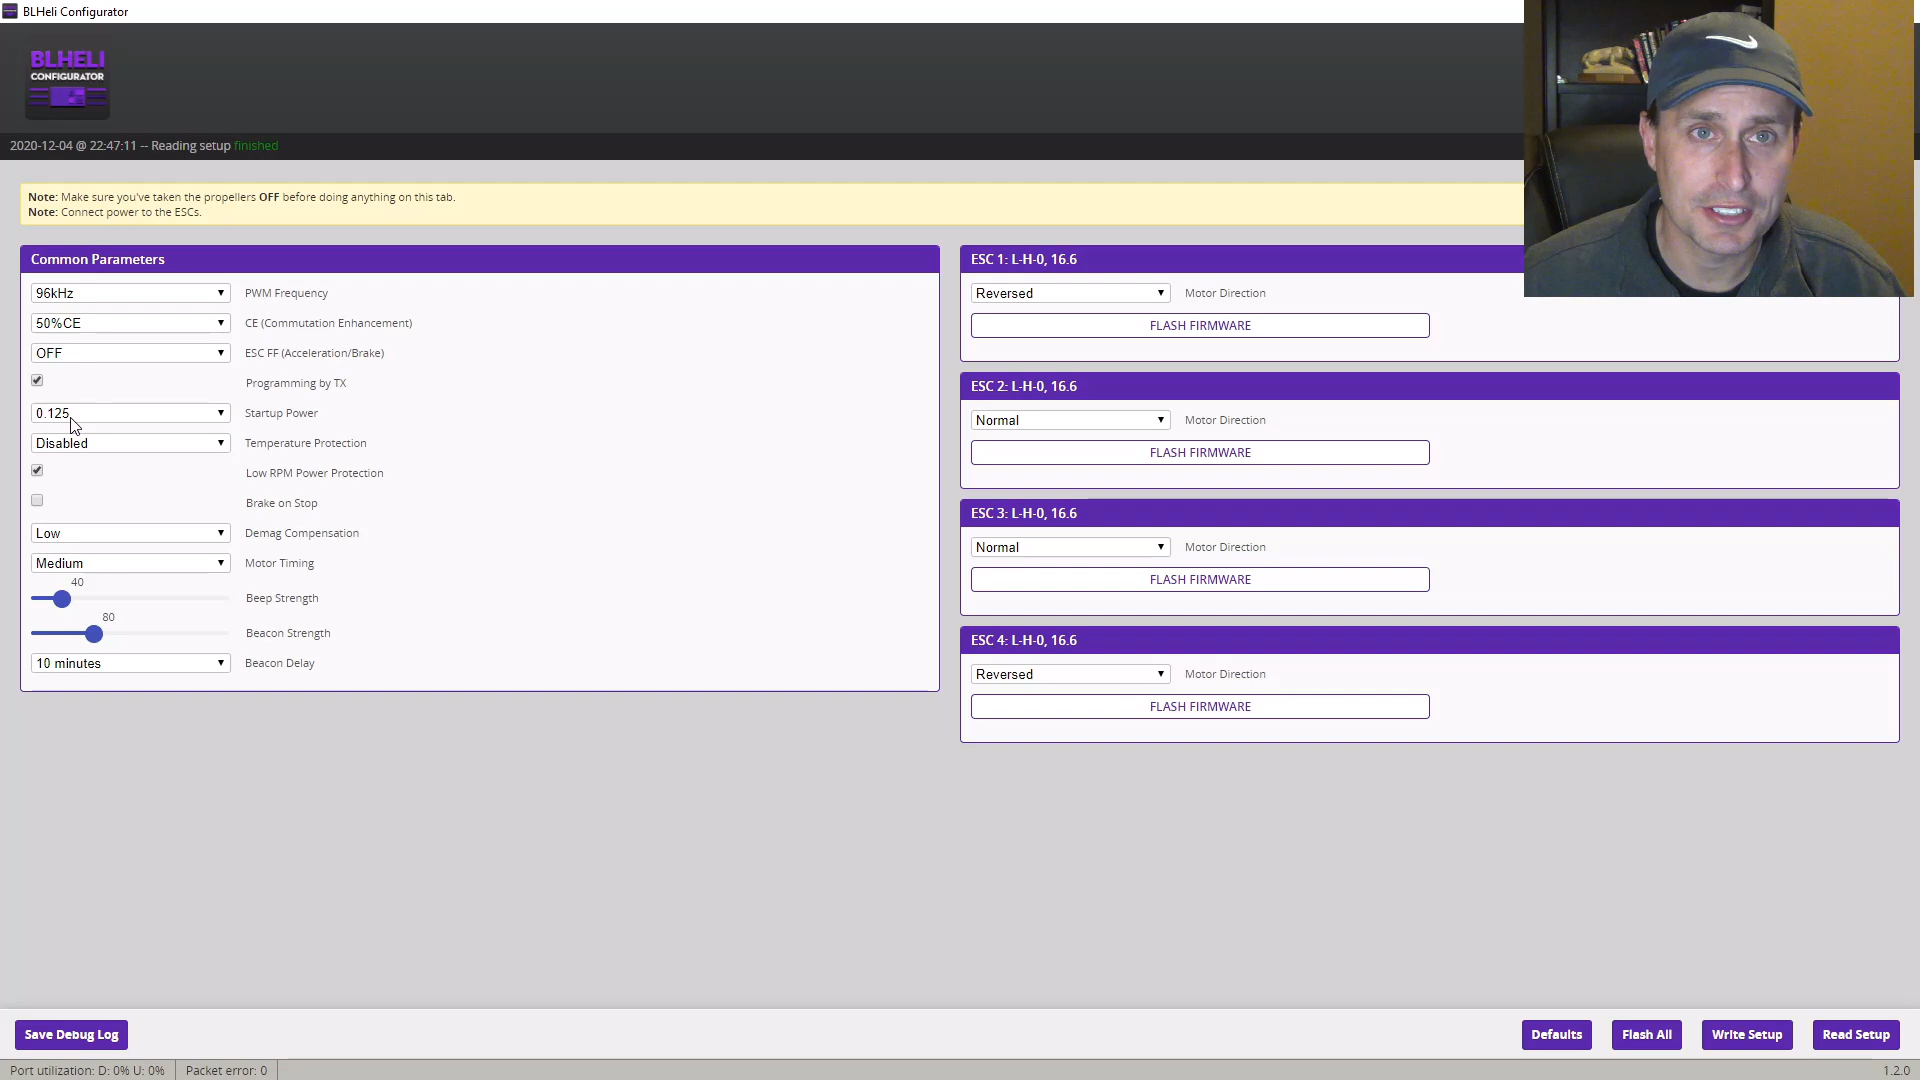 BLHeli Configurator
BLHELI
CONFIGURATOR
2020-12-04 @ 22:47:11 -- Reading setup finished
Note: Make sure you've taken the propellers OFF before doing anything on this tab.
Note: Connect power to the ESCs.
Common Parameters
96kHz PWM Frequency
50%CE CE (Commutation Enhancement)
OFF ESC FF (Acceleration/Brake)
Programming by TX
0.125 Startup Power
Disabled Temperature Protection
Low RPM Power Protection
Brake on Stop
Low Demag Compensation
Medium Motor Timing
40
Beep Strength
80
Beacon Strength
10 minutes Beacon Delay
ESC 1: L-H-0, 16.6
Reversed Motor Direction
FLASH FIRMWARE
ESC 2: L-H-0, 16.6
Normal Motor Direction
FLASH FIRMWARE
ESC 3: L-H-0, 16.6
Normal Motor Direction
FLASH FIRMWARE
ESC 4: L-H-0, 16.6
Reversed Motor Direction
FLASH FIRMWARE
Save Debug Log Defaults Flash All Write Setup Read Setup
Port utilization: D: 0% U: 0% Packet error: 0 1.2.0